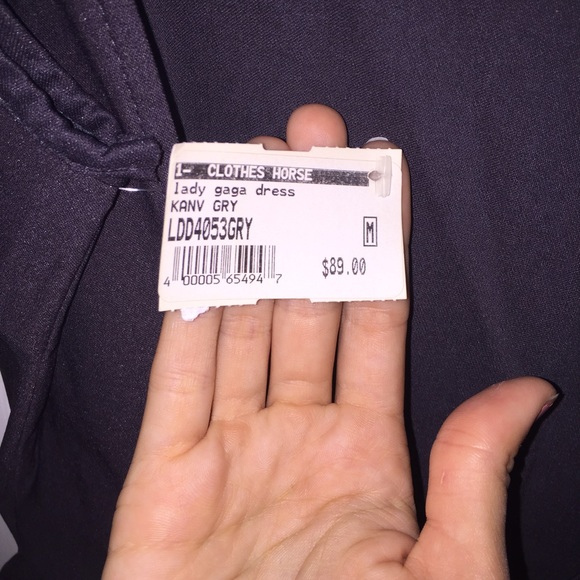 1- CLOTHES HORSE
lady gaga dress
KANV GRY
LDD4053GRY
M
$89.00
4 00005 65494 7